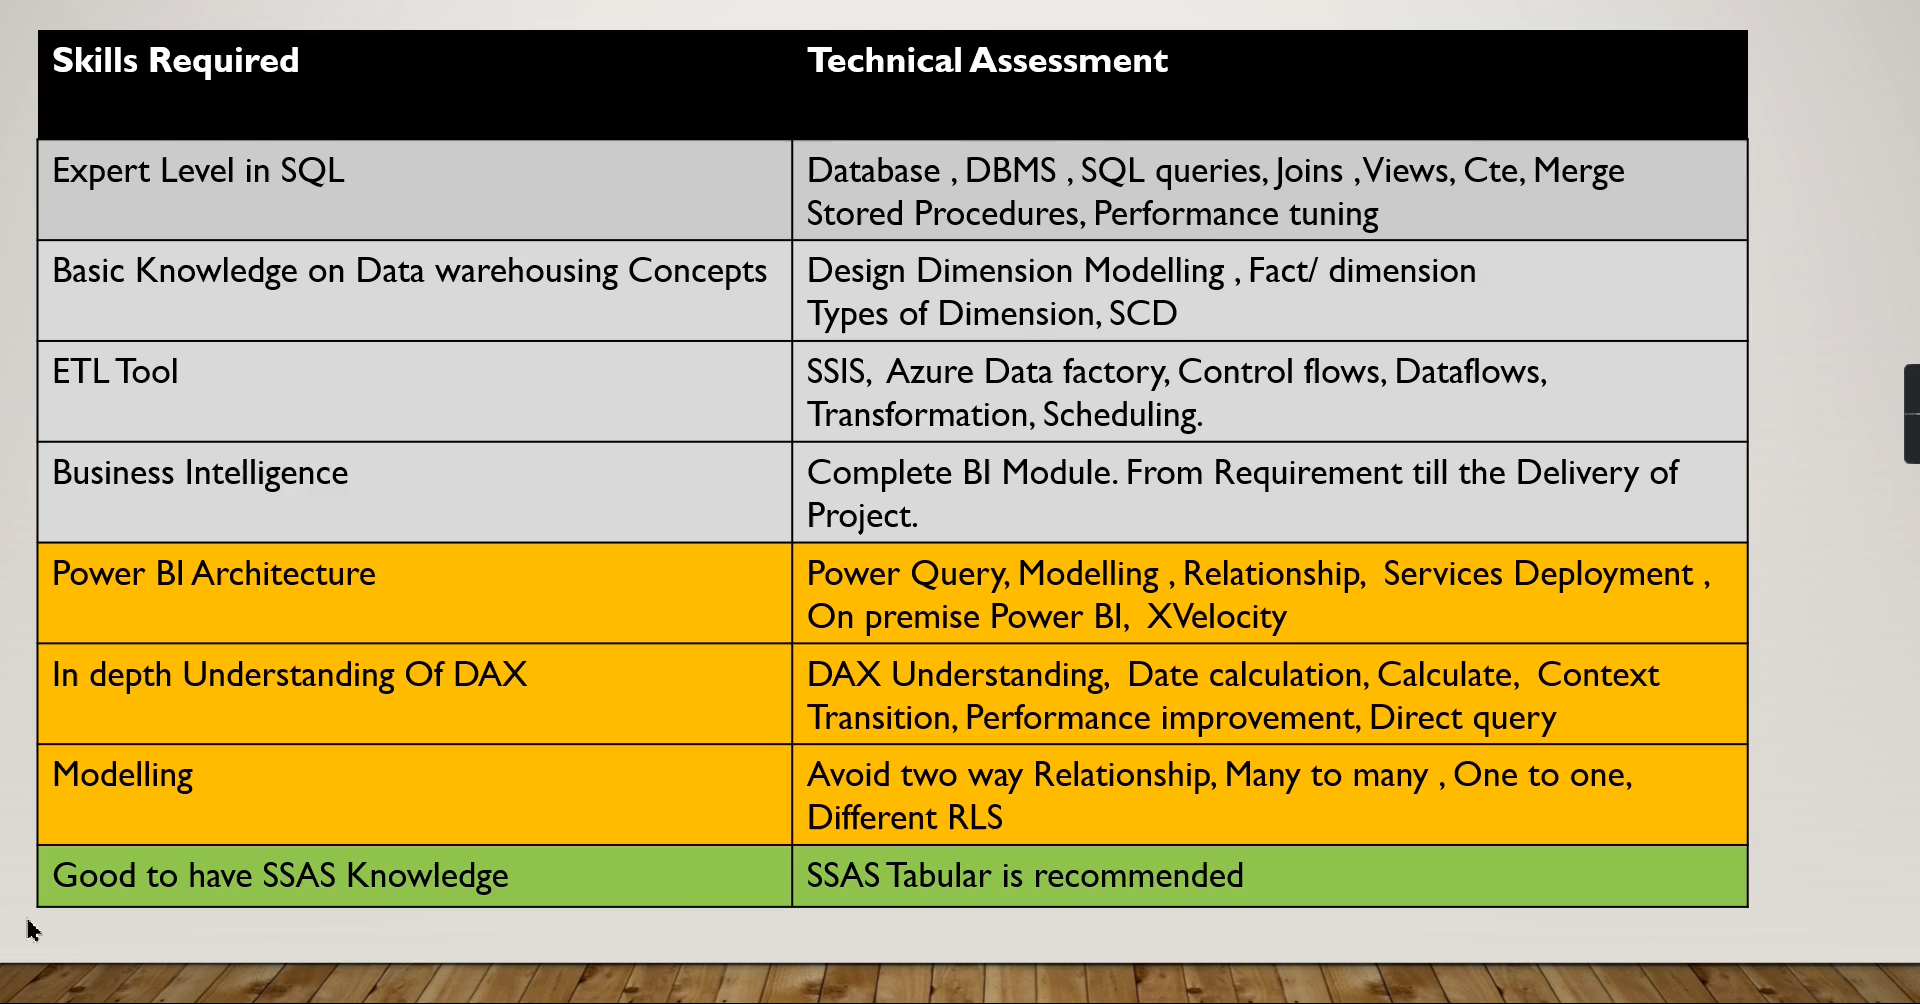 Skills Required
Technical Assessment
Expert Level in SQL
Database , DBMS , SQL queries, Joins , Views, Cte, Merge
Stored Procedures, Performance tuning
Basic Knowledge on Data warehousing Concepts
Design Dimension Modelling , Fact/ dimension
Types of Dimension, SCD
ETL Tool
SSIS, Azure Data factory, Control flows, Dataflows,
Transformation, Scheduling.
Business Intelligence
Complete BI Module. From Requirement till the Delivery of
Project.
Power BI Architecture
Power Query, Modelling , Relationship, Services Deployment ,
On premise Power BI, XVelocity
In depth Understanding Of DAX
DAX Understanding, Date calculation, Calculate, Context
Transition, Performance improvement, Direct query
Modelling
Avoid two way Relationship, Many to many , One to one,
Different RLS
Good to have SSAS Knowledge
SSAS Tabular is recommended